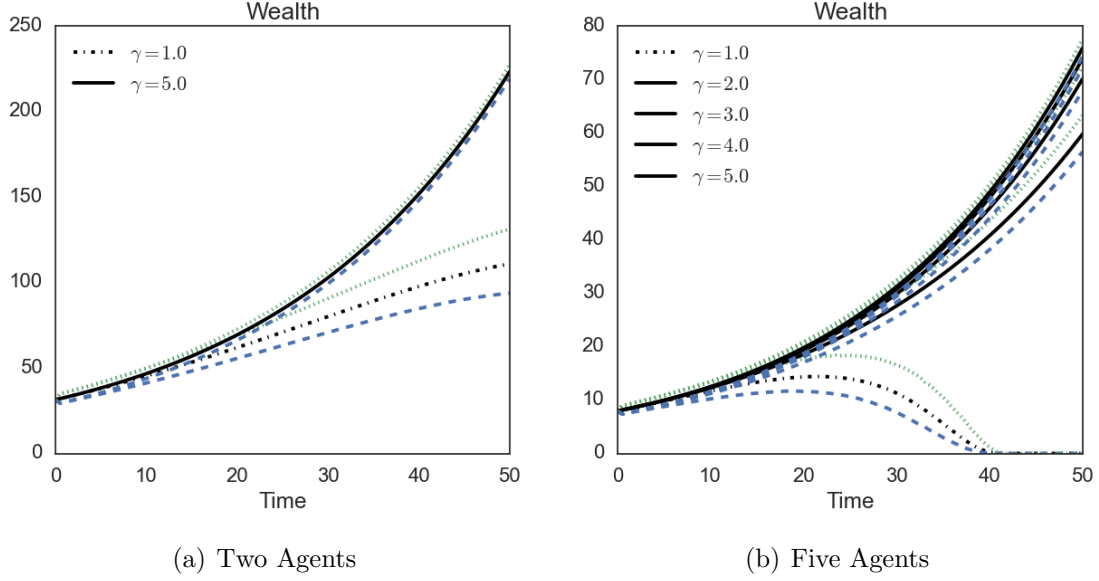 Wealth
250
200
150
100
50
0
γ=1.0
γ=5.0
0 10 20 30 40 50
Time
(a) Two Agents
Wealth
80
70
60
50
40
30
20
10
0
γ=1.0
γ=2.0
γ=3.0
γ=4.0
γ=5.0
0 10 20 30 40 50
Time
(b) Five Agents